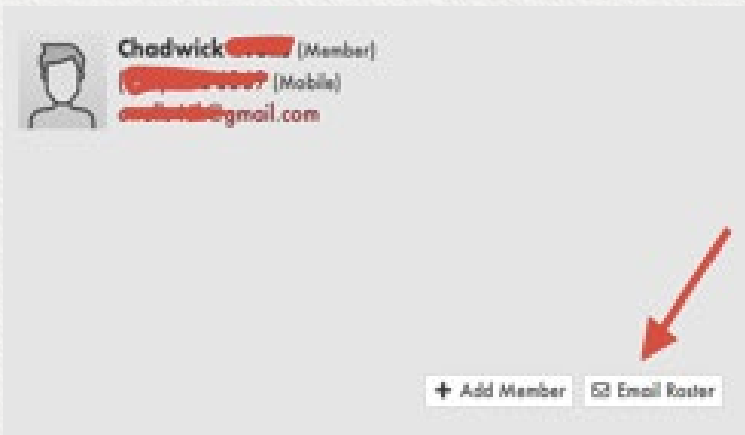 Chadwick (Member)
(Mobile)
@gmail.com
+ Add Member
Email Roster